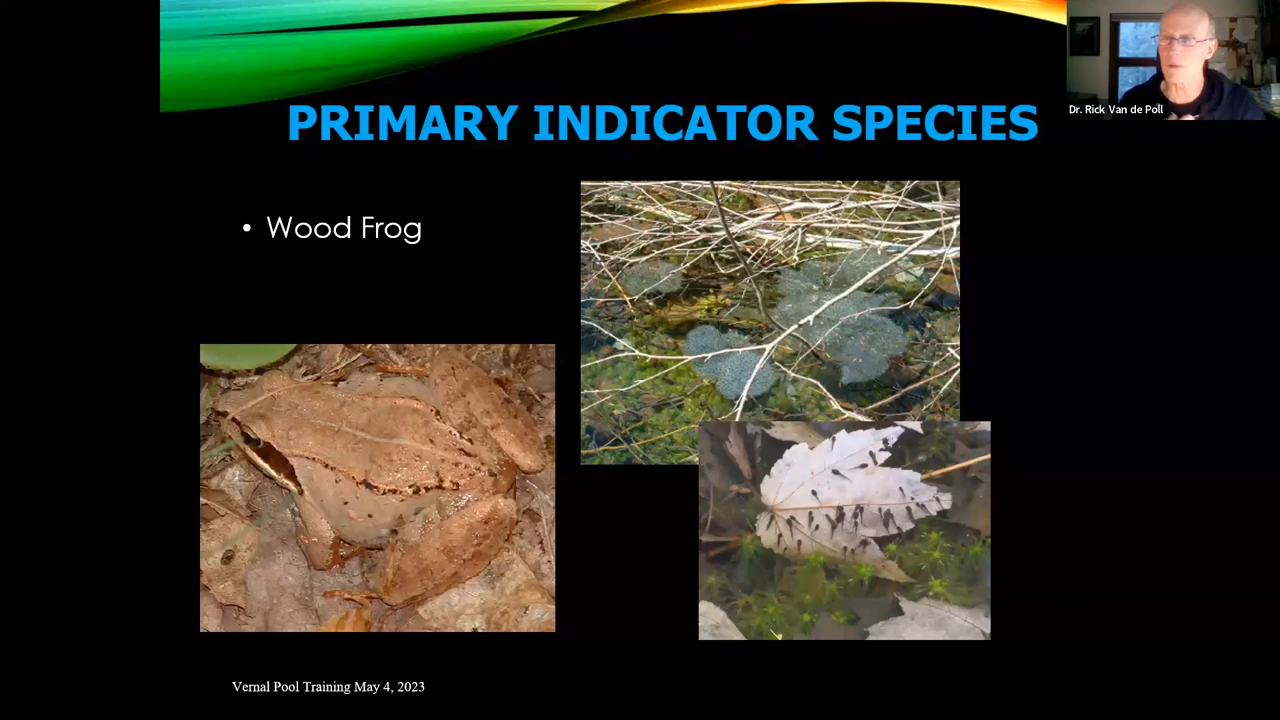 PRIMARY INDICATOR SPECIES
Dr. Rick Van de Poll
• Wood Frog
Vernal Pool Training May 4, 2023